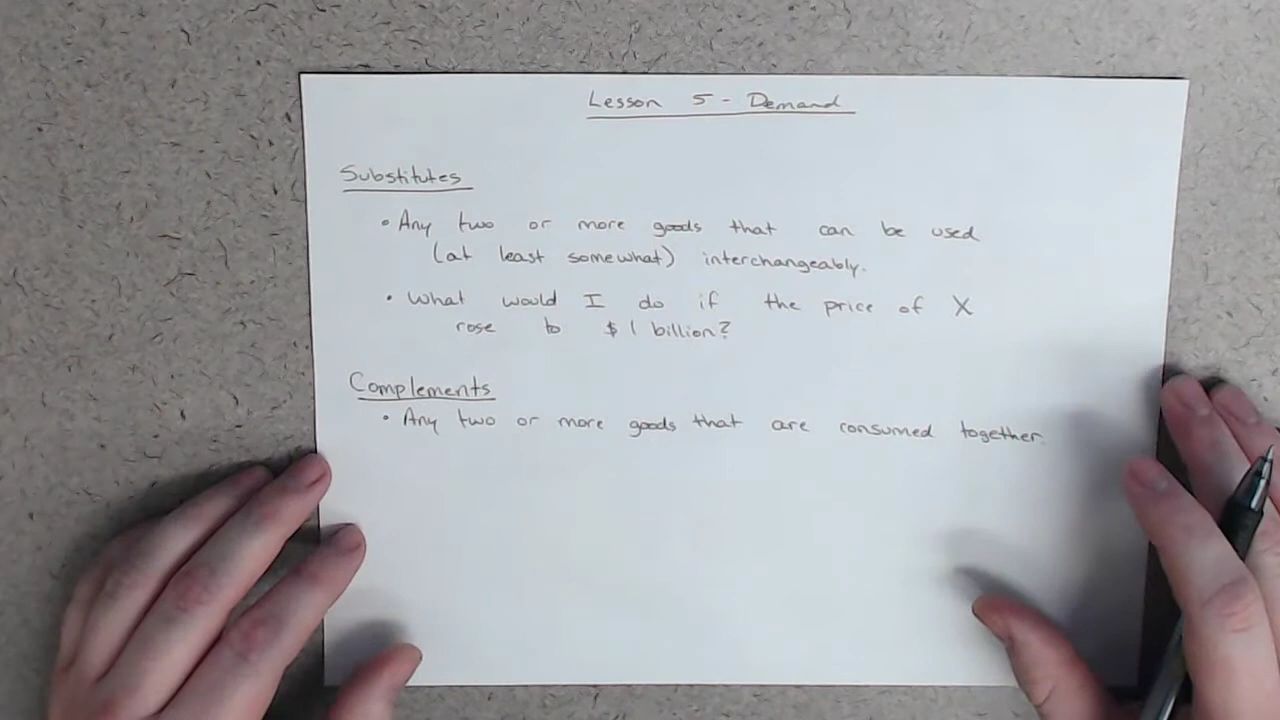 Lesson 5 - Demand
Substitutes
• Any two or more goods that can be used
(at least somewhat) interchangeably.
• What would I do if the price of X
rose to $1 billion?
Complements
• Any two or more goods that are consumed together.